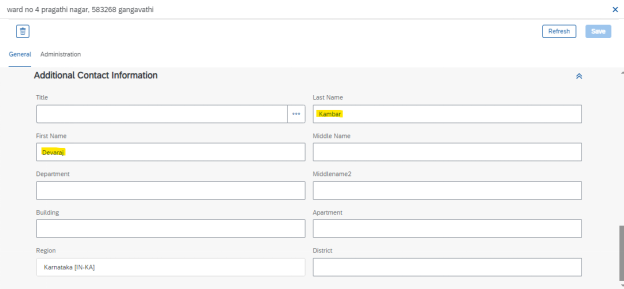 ward no 4 pragathi nagar, 583268 gangavathi
Refresh Save
General Administration
Additional Contact Information
Title Last Name
Kambar
First Name Middle Name
Devaraj
Department Middlename2
Building Apartment
Region District
Karnataka [IN-KA]